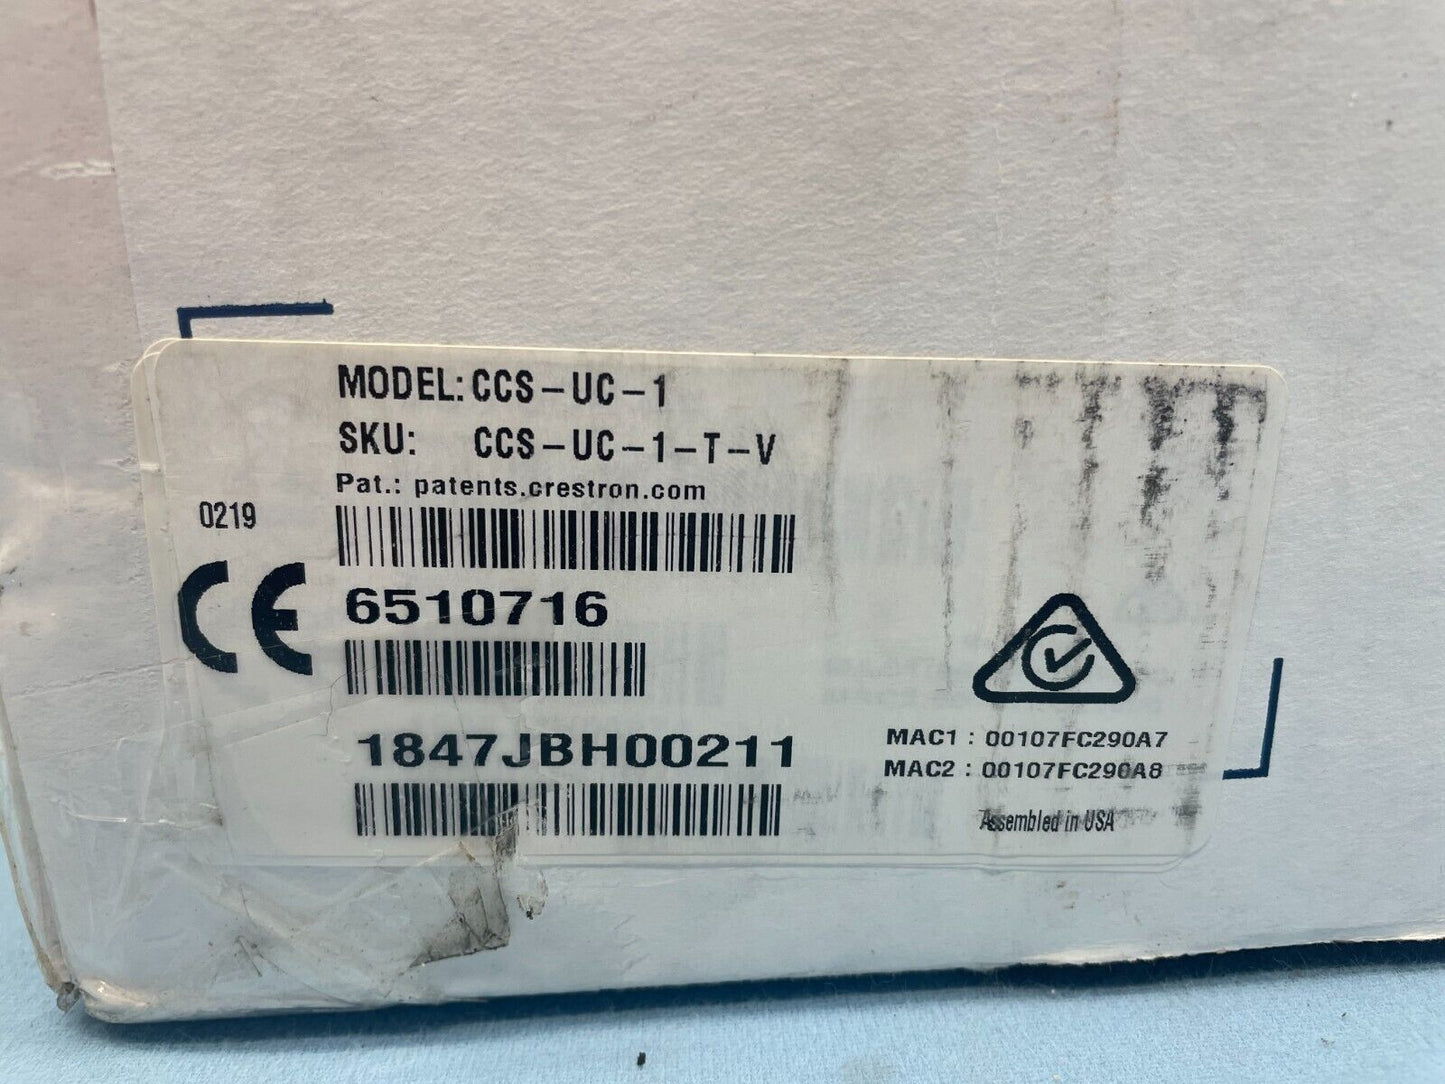 MODEL: CCS-UC-1
SKU: CCS-UC-1-T-V
Pat.: patents.crestron.com
0219
CE
6510716
1847JBH00211
MAC1 : 00107FC290A7
MAC2 : 00107FC290A8
Assembled in USA